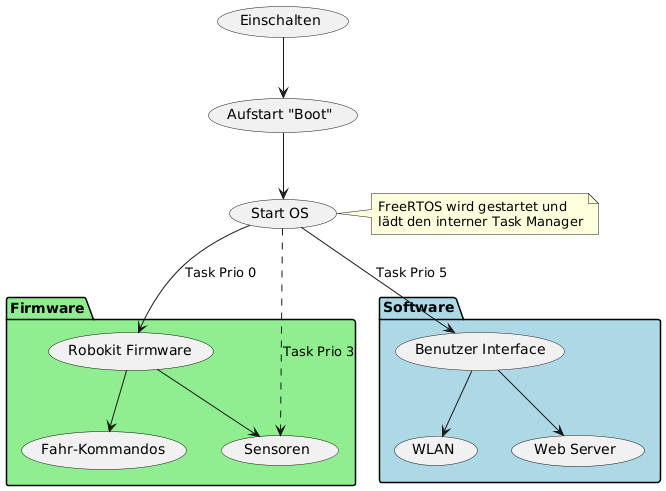 Einschalten
Aufstart "Boot"
Start OS
FreeRTOS wird gestartet und
lädt den interner Task Manager
Task Prio 0
Task Prio 5
Firmware
Software
Robokit Firmware
Benutzer Interface
Task Prio 3
Fahr-Kommandos
Sensoren
WLAN
Web Server